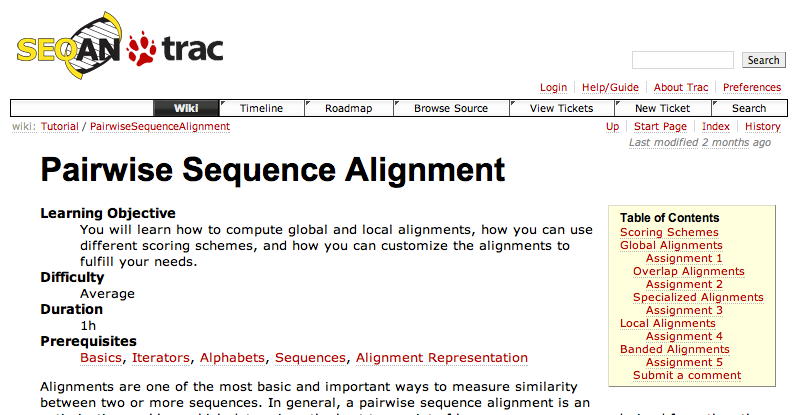 SEQAN trac
Search
Login Help/Guide About Trac Preferences
Wiki Timeline Roadmap Browse Source View Tickets New Ticket Search
wiki: Tutorial / PairwiseSequenceAlignment
Up Start Page Index History
Last modified 2 months ago
Pairwise Sequence Alignment
Learning Objective
You will learn how to compute global and local alignments, how you can use
different scoring schemes, and how you can customize the alignments to
fulfill your needs.
Difficulty
Average
Duration
1h
Prerequisites
Basics, Iterators, Alphabets, Sequences, Alignment Representation
Table of Contents
Scoring Schemes
Global Alignments
Assignment 1
Overlap Alignments
Assignment 2
Specialized Alignments
Assignment 3
Local Alignments
Assignment 4
Banded Alignments
Assignment 5
Submit a comment
Alignments are one of the most basic and important ways to measure similarity
between two or more sequences. In general, a pairwise sequence alignment is an